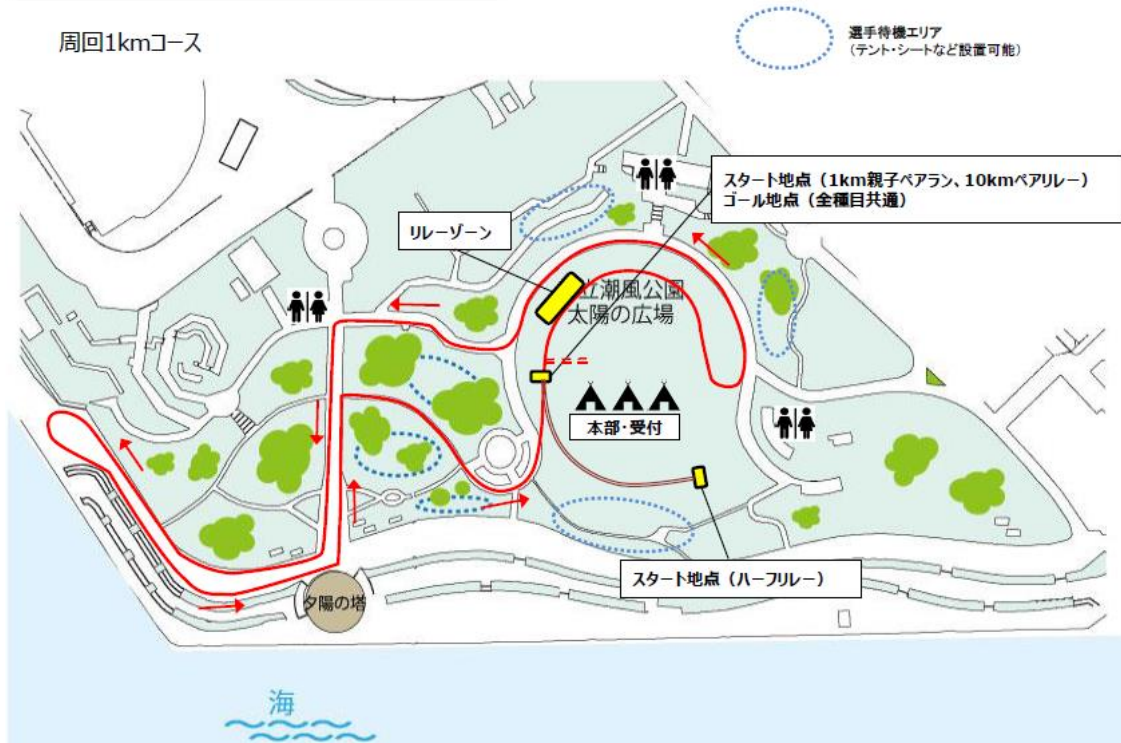 周回1kmコース
選手待機エリア
(テント・シートなど設置可能)
スタート地点（1km親子ペアラン、10kmペアリレー）
ゴール地点（全種目共通）
リレーゾーン
立潮風公園
太陽の広場
本部・受付
スタート地点（ハーフリレー）
夕陽の塔
海